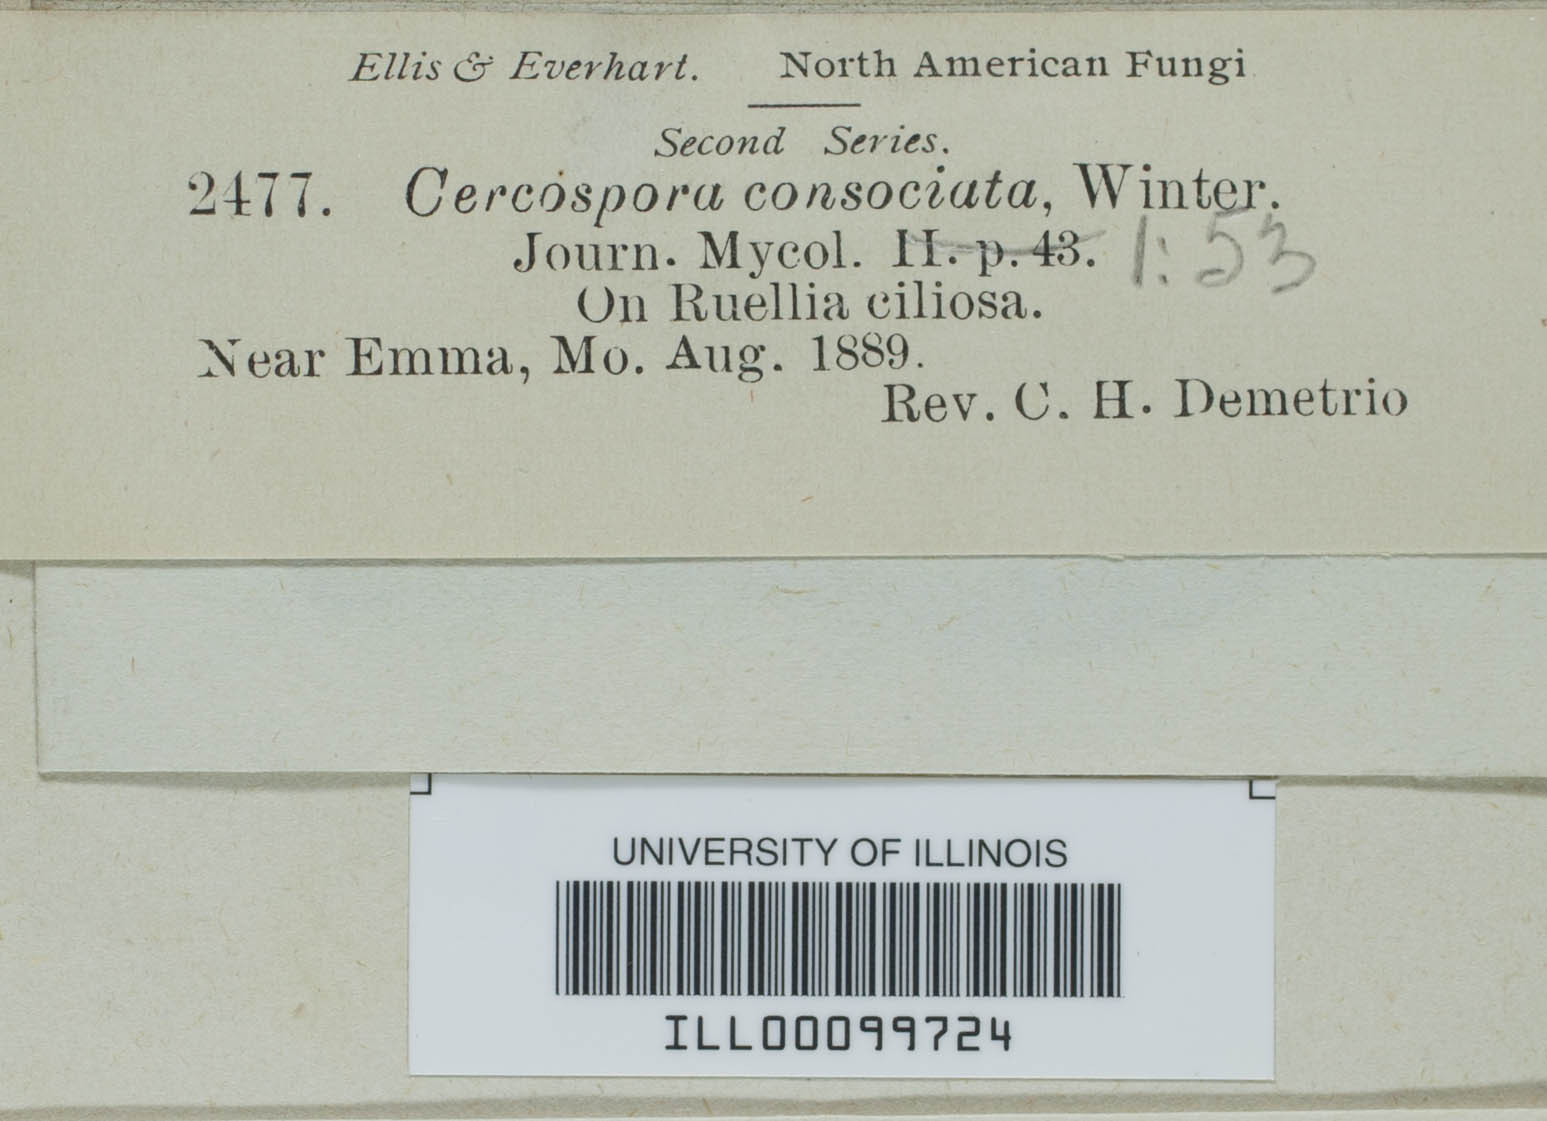 Ellis & Everhart. North American Fungi
Second Series.
2477. Cercospora consociata, Winter.
Journ. Mycol. II. p. 43. 1:53
On Ruellia ciliosa.
Near Emma, Mo. Aug. 1889.
Rev. C. H. Demetrio
UNIVERSITY OF ILLINOIS
ILL00099724